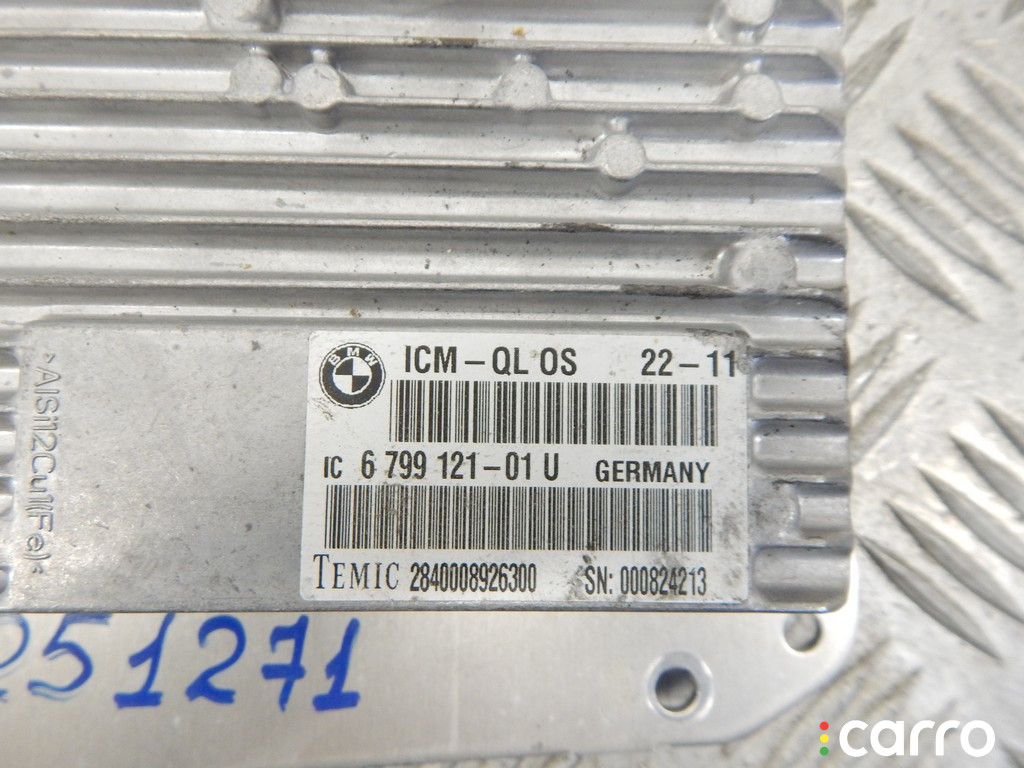 BMW
ICM - QL OS 22 - 11
IC 6 799 121 - 01 U GERMANY
TEMIC 2840008926300 SN: 000824213
>AlSi12Cu1(Fe)<
251271
carro